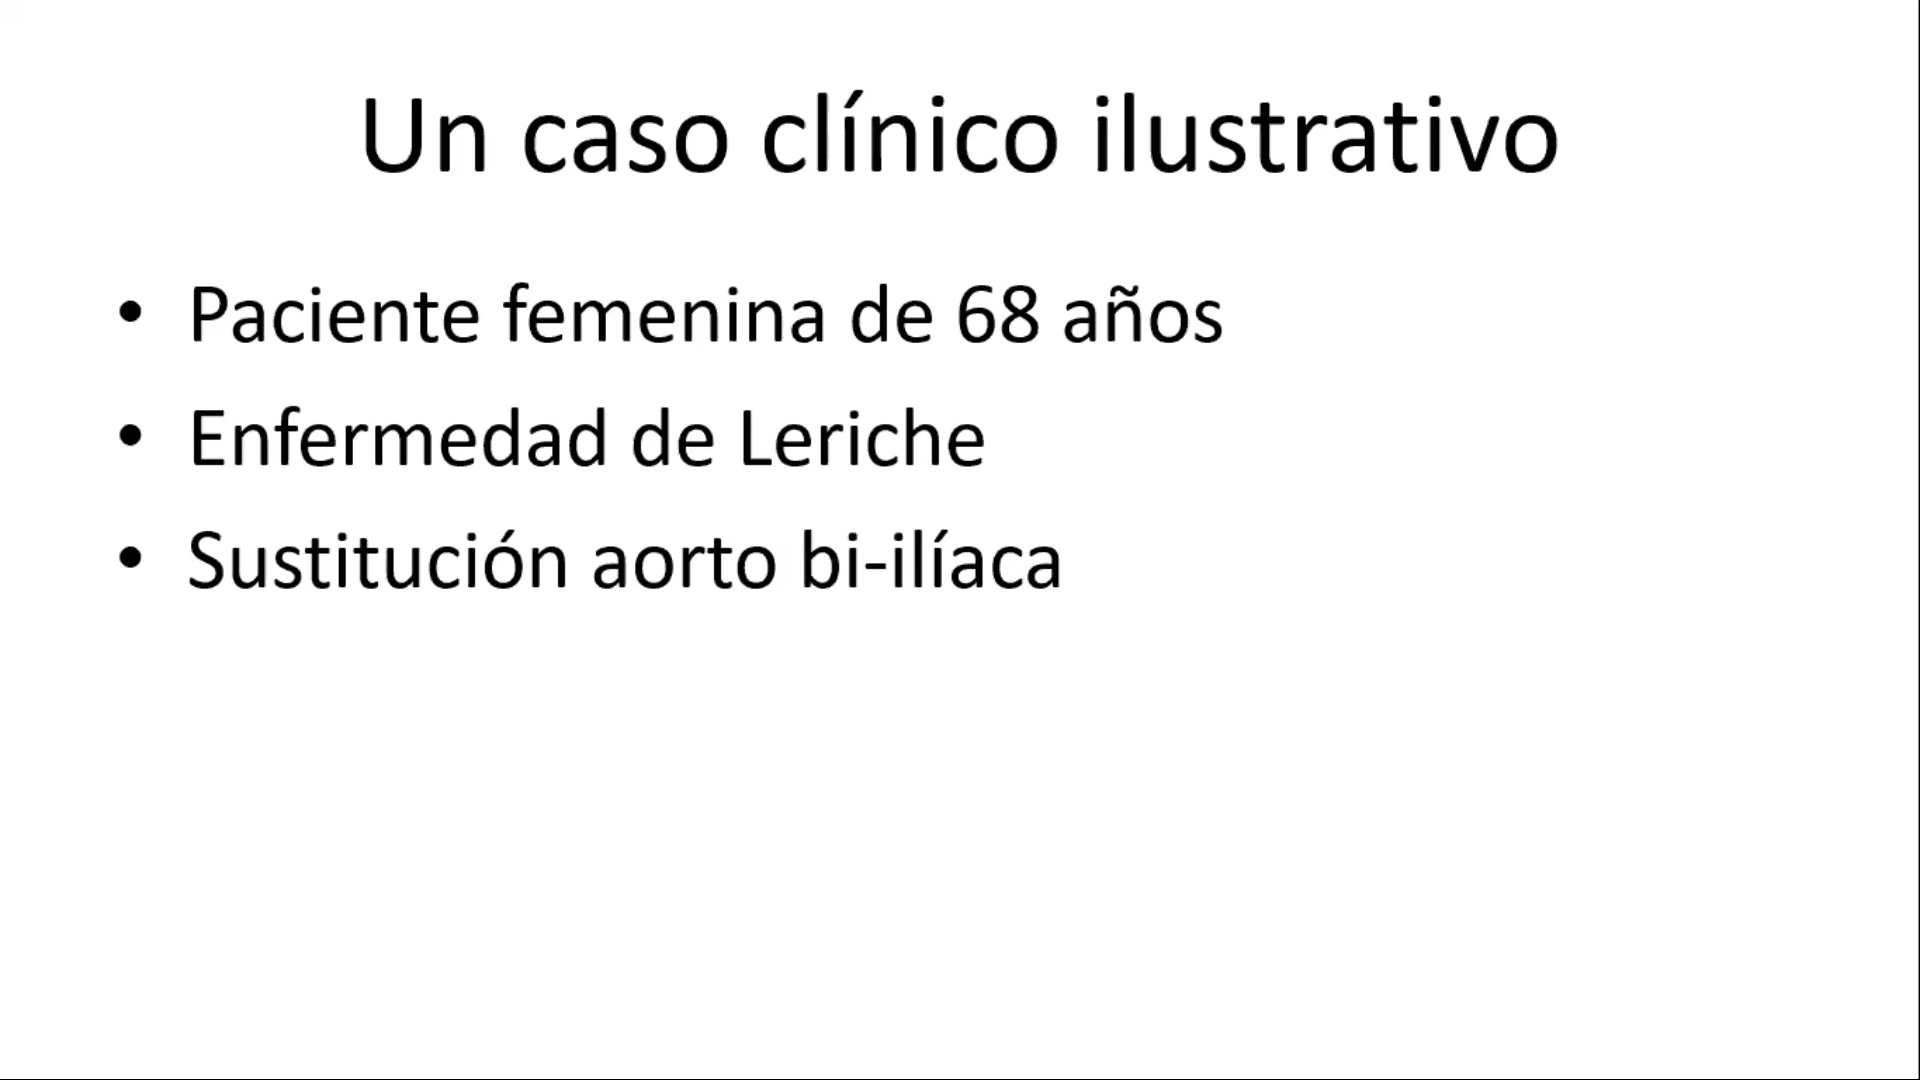 Un caso clínico ilustrativo
• Paciente femenina de 68 años
• Enfermedad de Leriche
• Sustitución aorto bi-ilíaca